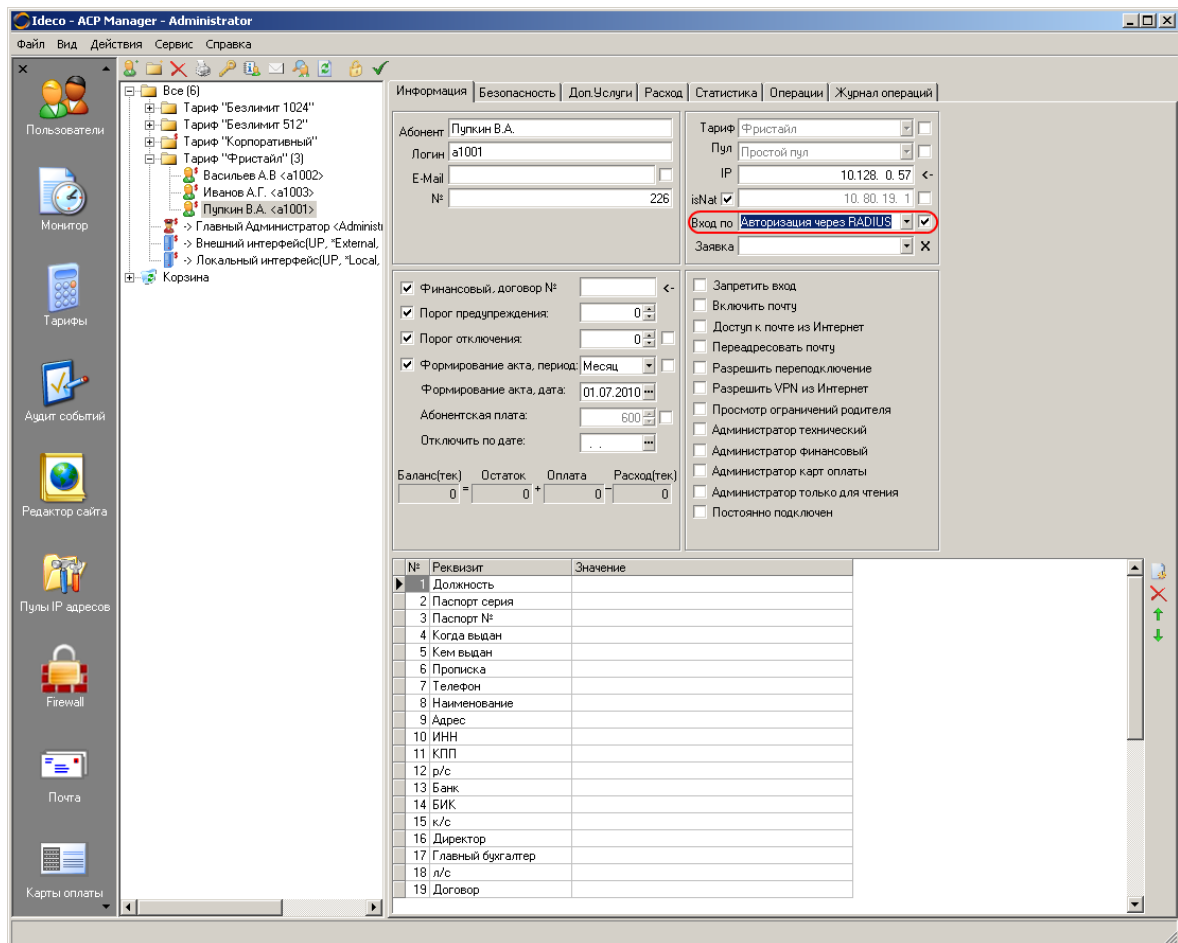 Ideco - ACP Manager - Administrator
Файл Вид Действия Сервис Справка
Пользователи
Монитор
Тарифы
Аудит событий
Редактор сайта
Пулы IP адресов
Firewall
Почта
Карты оплаты
Все (6)
Тариф "Безлимит 1024"
Тариф "Безлимит 512"
Тариф "Корпоративный"
Тариф "Фристайл" (3)
Васильев А.В <a1002>
Иванов А.Г. <a1003>
Пупкин В.А. <a1001>
-> Главный Администратор <Administ
-> Внешний интерфейс(UP, *External,
-> Локальный интерфейс(UP, *Local,
Корзина
Информация Безопасность Доп.Услуги Расход Статистика Операции Журнал операций
Абонент Пупкин В.А.
Логин a1001
E-Mail
№ 226
Тариф Фристайл
Пул Простой пул
IP 10.128. 0. 57 <-
isNat 10. 80. 19. 1
Вход по Авторизация через RADIUS
Заявка X
Финансовый, договор № <-
Порог предупреждения: 0
Порог отключения: 0
Формирование акта, период: Месяц
Формирование акта, дата: 01.07.2010 ...
Абонентская плата: 600
Отключить по дате: . . ...
Баланс(тек) Остаток Оплата Расход(тек)
0 = 0 + 0 - 0
Запретить вход
Включить почту
Доступ к почте из Интернет
Переадресовать почту
Разрешить переподключение
Разрешить VPN из Интернет
Просмотр ограничений родителя
Администратор технический
Администратор финансовый
Администратор карт оплаты
Администратор только для чтения
Постоянно подключен
№ Реквизит Значение
1 Должность
2 Паспорт серия
3 Паспорт №
4 Когда выдан
5 Кем выдан
6 Прописка
7 Телефон
8 Наименование
9 Адрес
10 ИНН
11 КПП
12 р/с
13 Банк
14 БИК
15 к/с
16 Директор
17 Главный бухгалтер
18 л/с
19 Договор